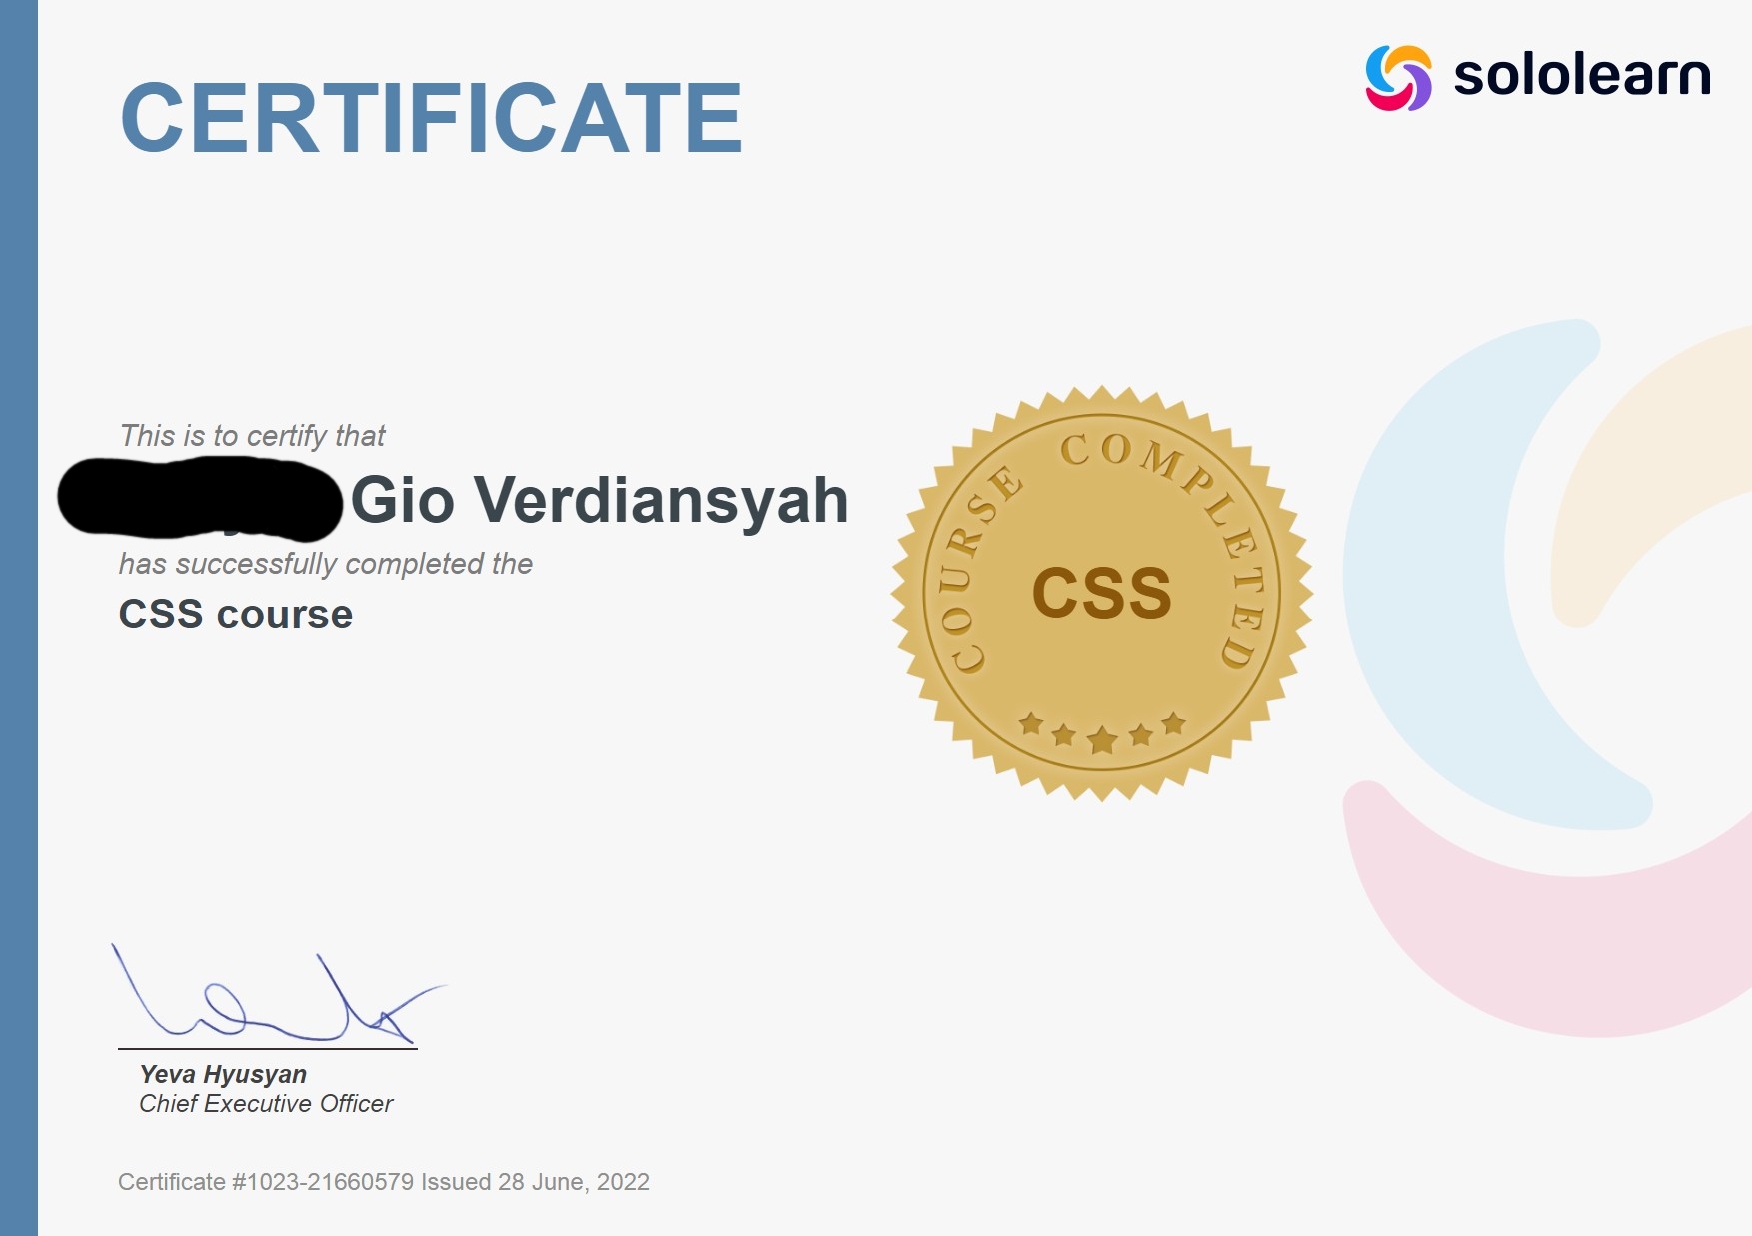 CERTIFICATE
sololearn
This is to certify that
Gio Verdiansyah
has successfully completed the
CSS course
COURSE COMPLETED
CSS
Yeva Hyusyan
Chief Executive Officer
Certificate #1023-21660579 Issued 28 June, 2022